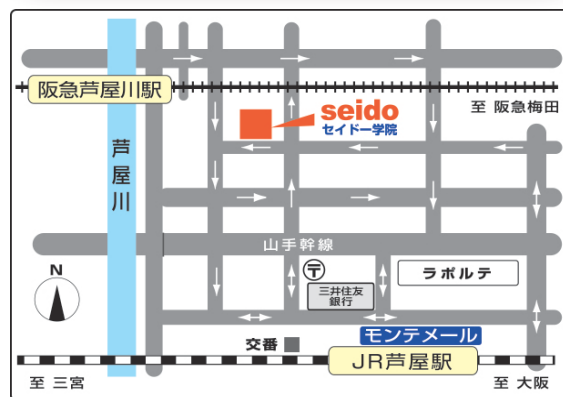 阪急芦屋川駅
至 阪急梅田
seido
セイドー学院
芦屋川
山手幹線
N
〒
三井住友
銀行
ラポルテ
モンテメール
交番
JR芦屋駅
至 三宮
至 大阪